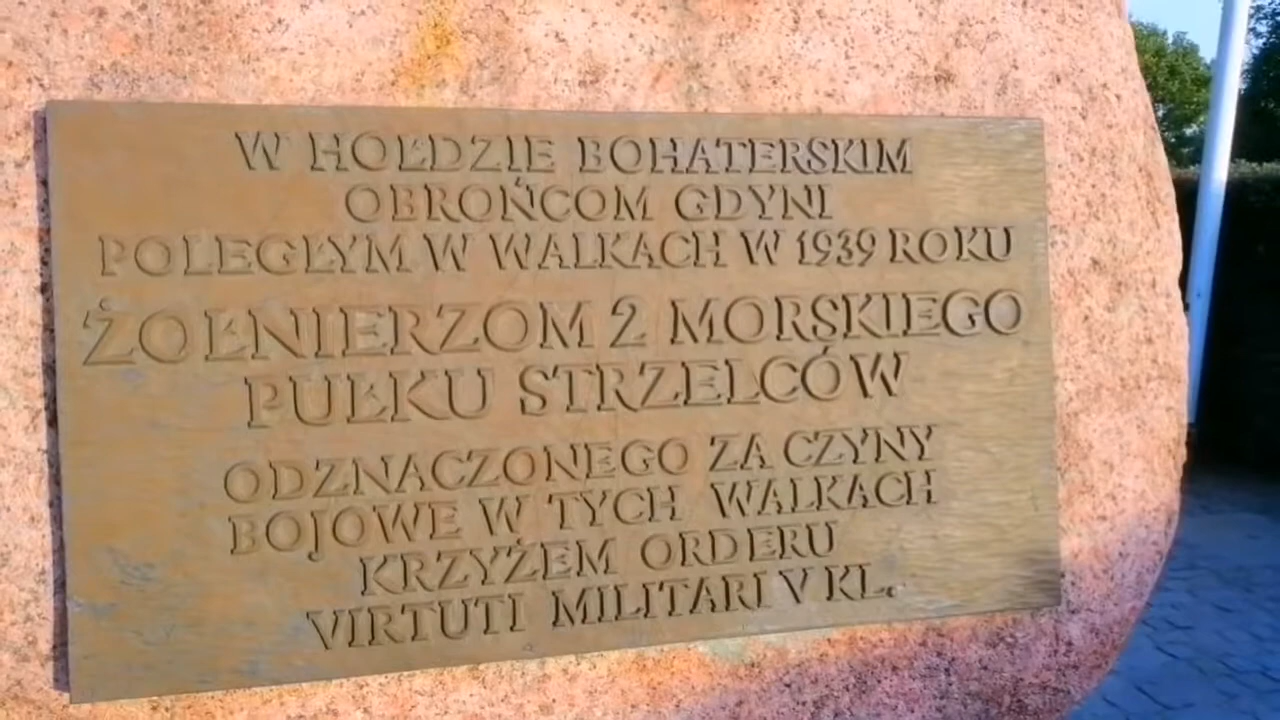 W HOŁDZIE BOHATERSKIM
OBROŃCOM GDYNI
POLEGŁYM W WALKACH W 1939 ROKU
ŻOŁNIERZOM 2 MORSKIEGO
PUŁKU STRZELCÓW
ODZNACZONEGO ZA CZYNY
BOJOWE W TYCH WALKACH
KRZYŻEM ORDERU
VIRTUTI MILITARI V KL.